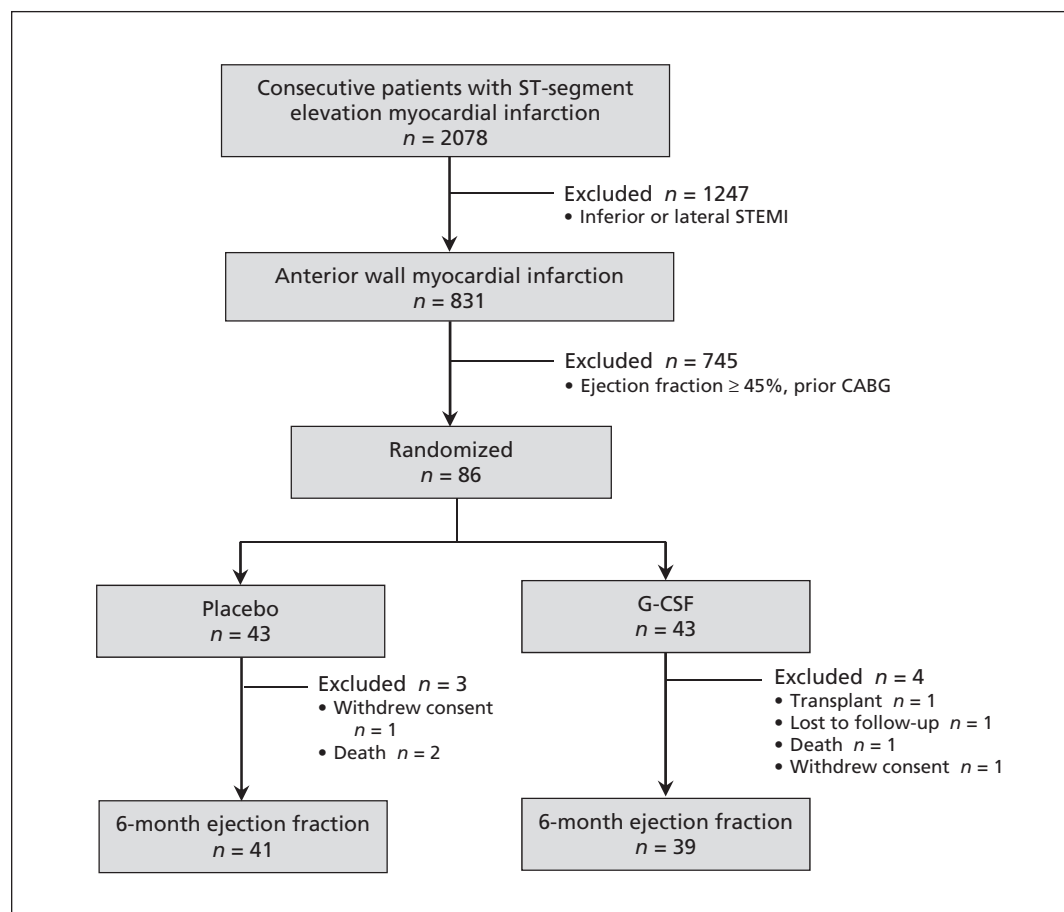 Consecutive patients with ST-segment
elevation myocardial infarction
n = 2078
Excluded n = 1247
• Inferior or lateral STEMI
Anterior wall myocardial infarction
n = 831
Excluded n = 745
• Ejection fraction ≥ 45%, prior CABG
Randomized
n = 86
Placebo
n = 43
Excluded n = 3
• Withdrew consent
n = 1
• Death n = 2
6-month ejection fraction
n = 41
G-CSF
n = 43
Excluded n = 4
• Transplant n = 1
• Lost to follow-up n = 1
• Death n = 1
• Withdrew consent n = 1
6-month ejection fraction
n = 39